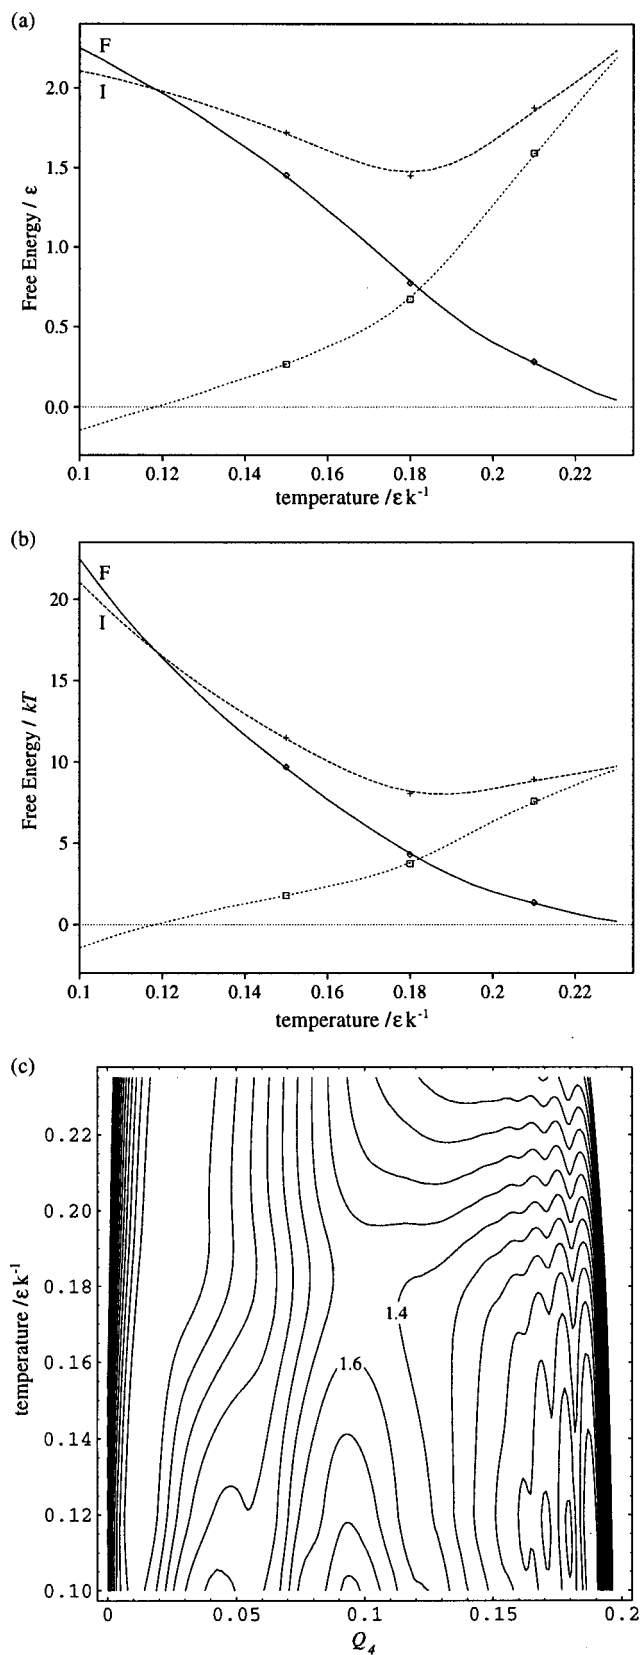 (a)
F
I
2.0
1.5
1.0
0.5
0.0
Free Energy / ε
0.1 0.12 0.14 0.16 0.18 0.2 0.22
temperature /ε k⁻¹
(b)
F
I
20
15
10
5
0
Free Energy / kT
0.1 0.12 0.14 0.16 0.18 0.2 0.22
temperature /ε k⁻¹
(c)
0.22
0.20
0.18
0.16
0.14
0.12
0.10
temperature /ε k⁻¹
1.4
1.6
0 0.05 0.1 0.15 0.2
Q₄